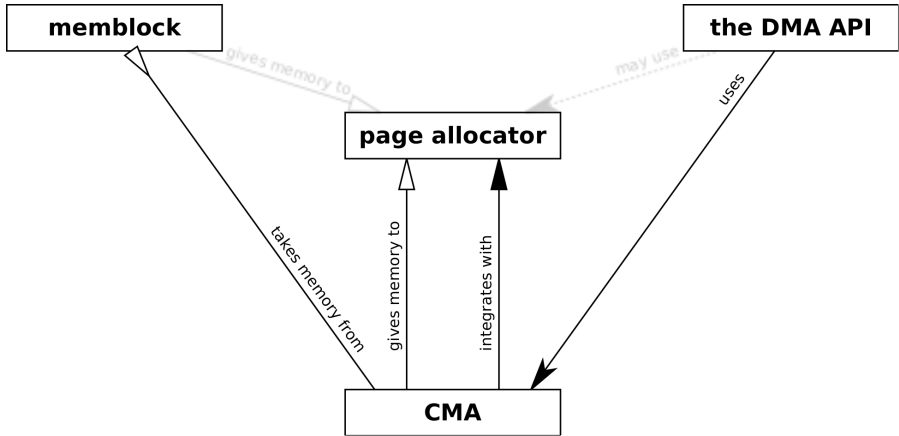 memblock
the DMA API
gives memory to
may use
uses
page allocator
takes memory from
gives memory to
integrates with
CMA